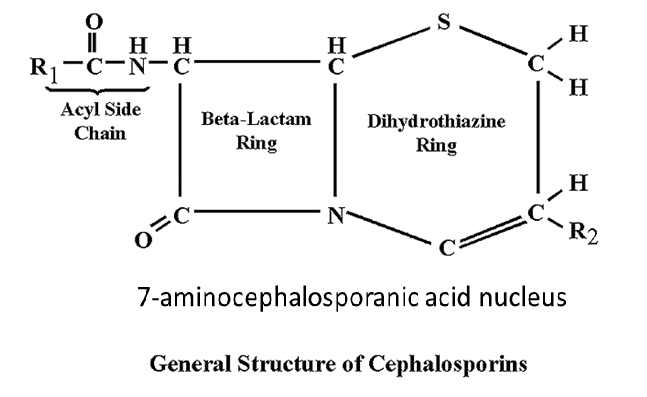 O
S
H
H H H
R1 C N C C C
H
Acyl Side
Chain
Beta-Lactam
Ring
Dihydrothiazine
Ring
H
C N C
O R2
C
7-aminocephalosporanic acid nucleus
General Structure of Cephalosporins